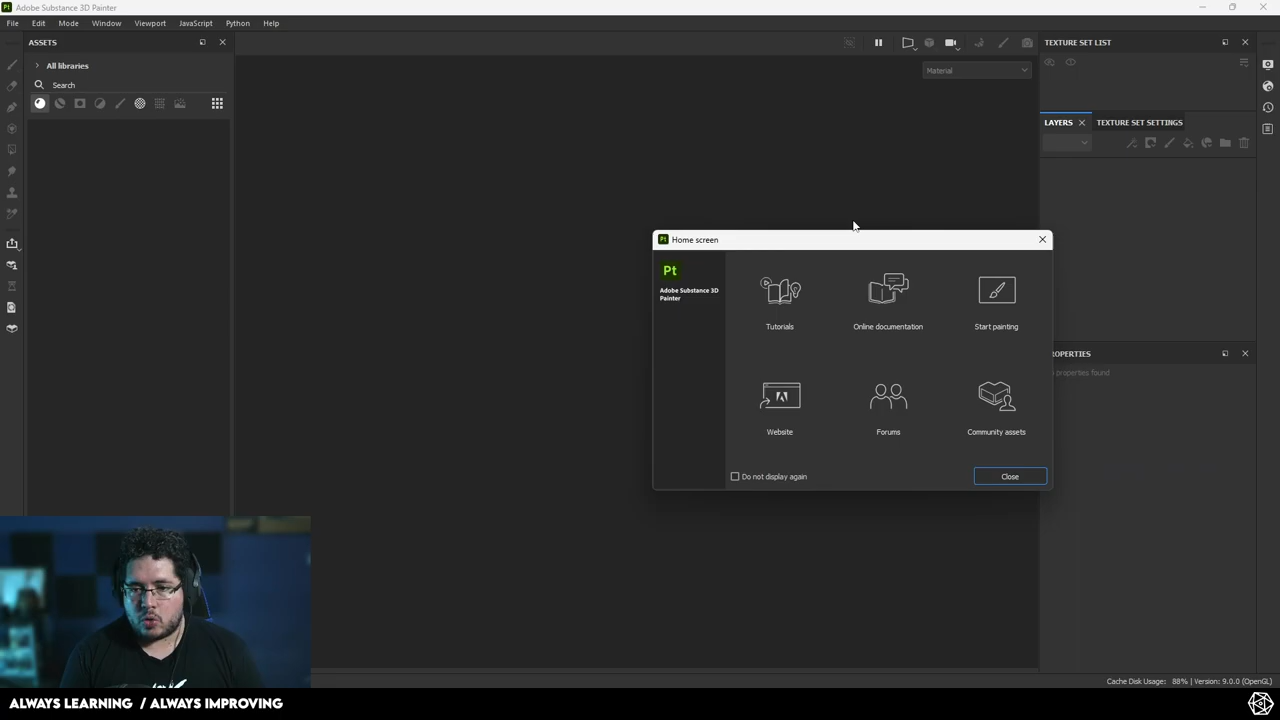 Pt Adobe Substance 3D Painter
File Edit Mode Window Viewport JavaScript Python Help
ASSETS
All libraries
Search
Material
TEXTURE SET LIST
LAYERS
TEXTURE SET SETTINGS
Pt Home screen
Pt
Adobe Substance 3D
Painter
Tutorials
Online documentation
Start painting
Website
Forums
Community assets
Do not display again
Close
ROPERTIES
properties found
Cache Disk Usage: 88% | Version: 9.0.0 (OpenGL)
ALWAYS LEARNING / ALWAYS IMPROVING